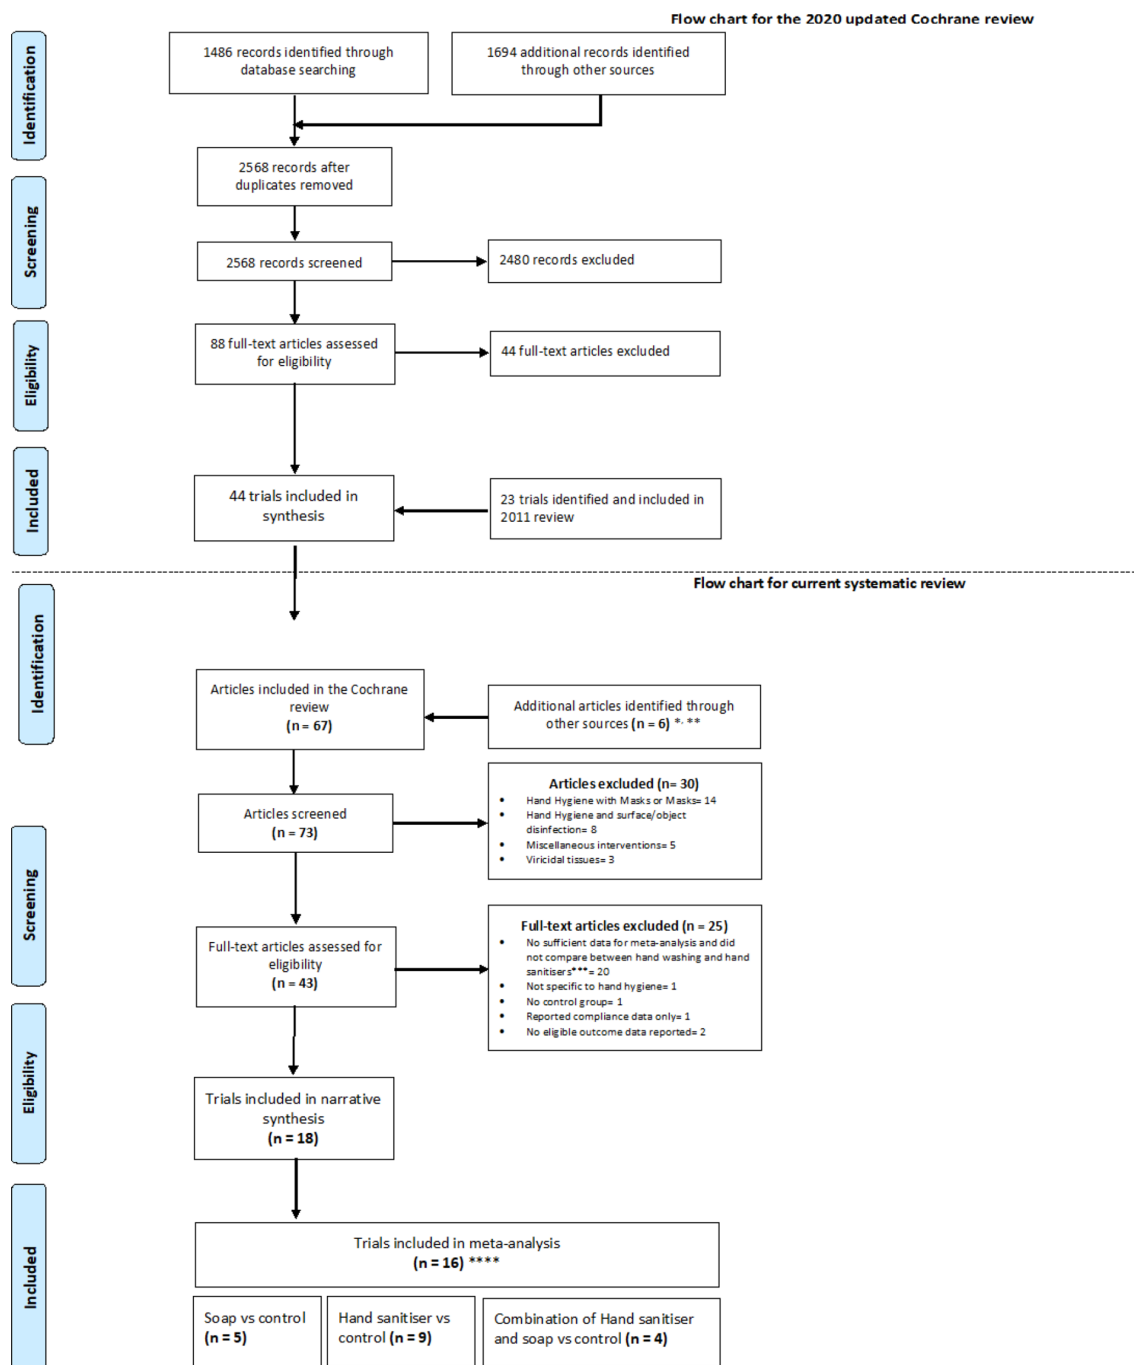 Flow chart for the 2020 updated Cochrane review
Identification
1486 records identified through
database searching
1694 additional records identified
through other sources
2568 records after
duplicates removed
Screening
2568 records screened
2480 records excluded
Eligibility
88 full-text articles assessed
for eligibility
44 full-text articles excluded
Included
44 trials included in
synthesis
23 trials identified and included in
2011 review
Flow chart for current systematic review
Identification
Articles included in the Cochrane
review
(n = 67)
Additional articles identified through
other sources (n = 6) *, **
Screening
Articles screened
(n = 73)
Articles excluded (n= 30)
• Hand Hygiene with Masks or Masks= 14
• Hand Hygiene and surface/object
disinfection= 8
• Miscellaneous interventions= 5
• Viricidal tissues= 3
Full-text articles assessed for
eligibility
(n = 43)
Full-text articles excluded (n = 25)
• No sufficient data for meta-analysis and did
not compare between hand washing and hand
sanitisers***= 20
• Not specific to hand hygiene= 1
• No control group= 1
• Reported compliance data only= 1
• No eligible outcome data reported= 2
Eligibility
Trials included in narrative
synthesis
(n = 18)
Included
Trials included in meta-analysis
(n = 16) ****
Soap vs control
(n = 5)
Hand sanitiser vs
control (n = 9)
Combination of Hand sanitiser
and soap vs control (n = 4)